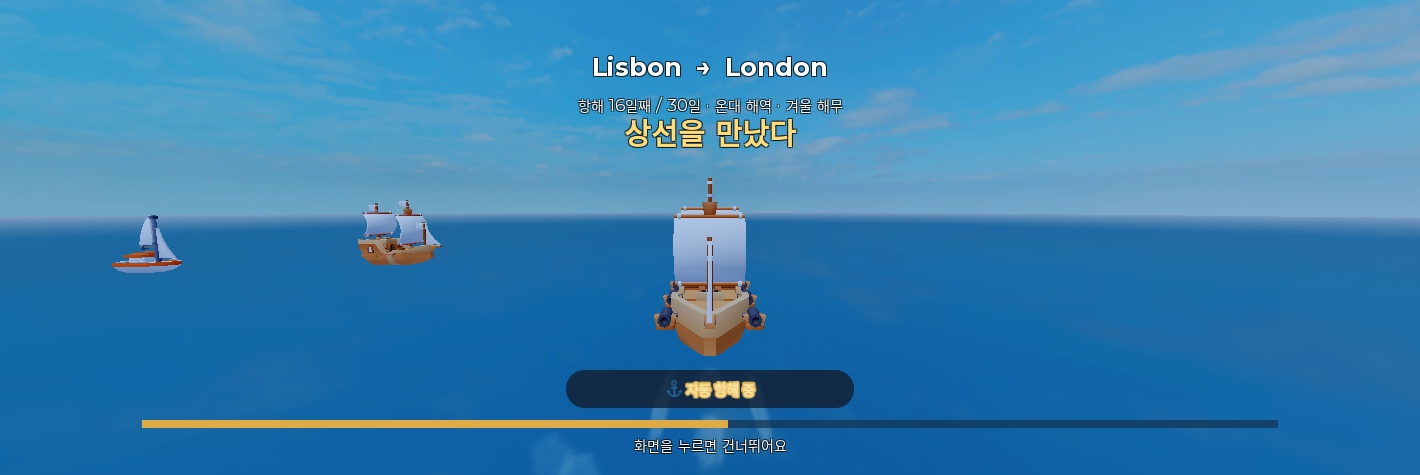 Lisbon → London
항해 16일째 / 30일 · 온대 해역 · 겨울 해무
상선을 만났다
⚓ 자동 항해 중
화면을 누르면 건너뛰어요